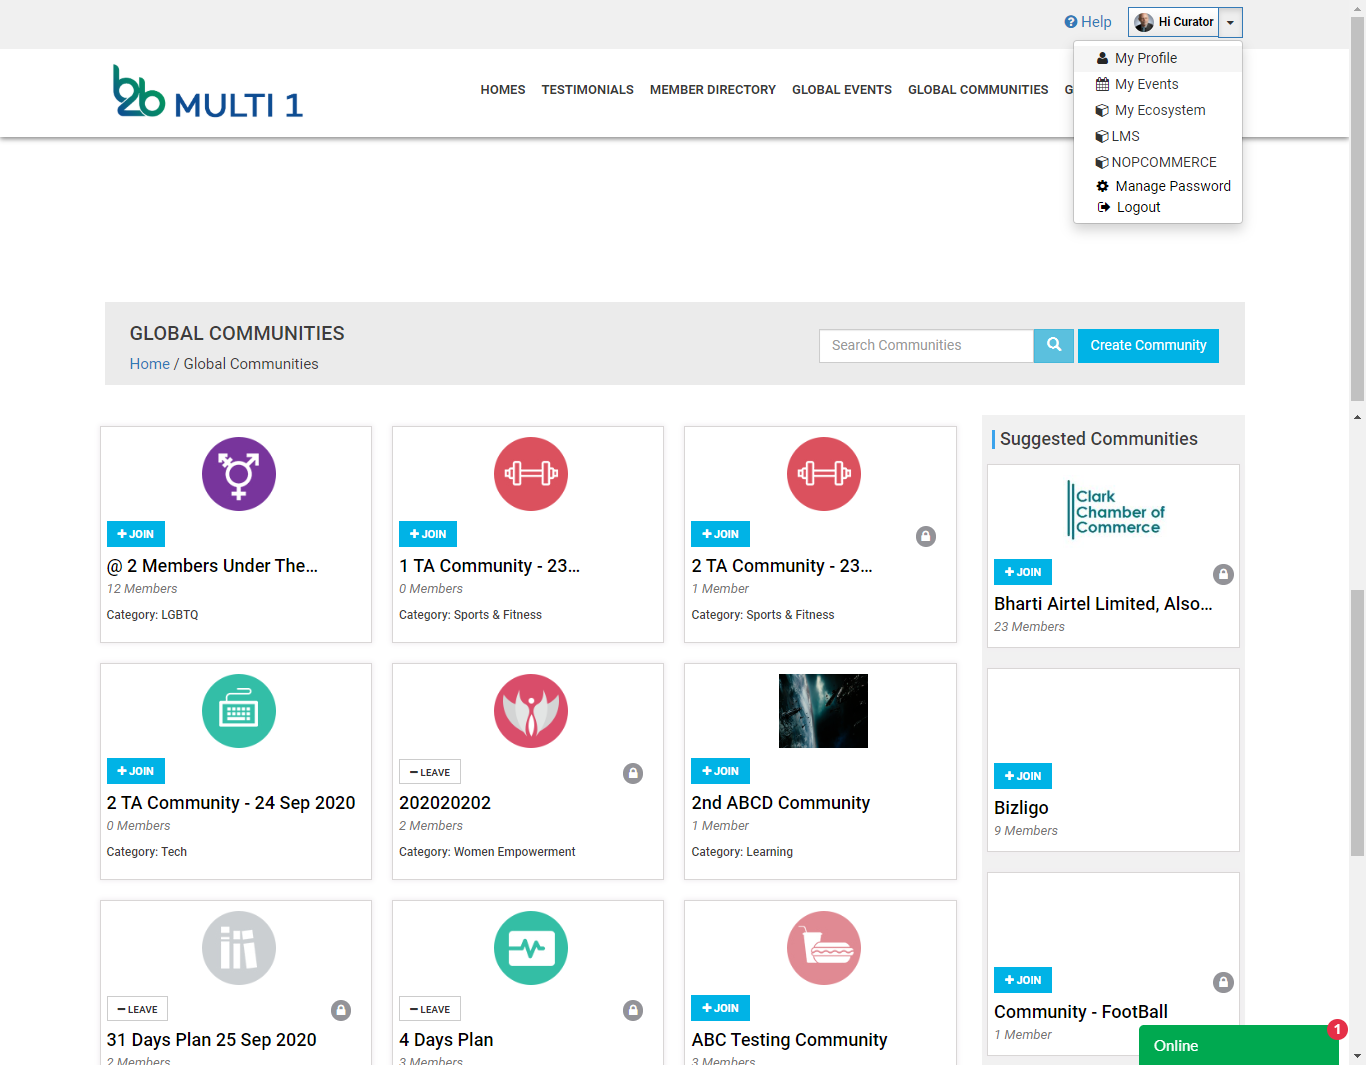 Help
Hi Curator
My Profile
My Events
My Ecosystem
LMS
NOPCOMMERCE
Manage Password
Logout
b2b MULTI 1
HOMES TESTIMONIALS MEMBER DIRECTORY GLOBAL EVENTS GLOBAL COMMUNITIES G
GLOBAL COMMUNITIES
Home / Global Communities
Search Communities
Create Community
JOIN
@ 2 Members Under The...
12 Members
Category: LGBTQ
JOIN
1 TA Community - 23...
0 Members
Category: Sports & Fitness
JOIN
2 TA Community - 23...
1 Member
Category: Sports & Fitness
JOIN
2 TA Community - 24 Sep 2020
0 Members
Category: Tech
LEAVE
202020202
2 Members
Category: Women Empowerment
JOIN
2nd ABCD Community
1 Member
Category: Learning
LEAVE
31 Days Plan 25 Sep 2020
2 Members
LEAVE
4 Days Plan
3 Members
JOIN
ABC Testing Community
3 Members
Suggested Communities
Clark
Chamber of
Commerce
JOIN
Bharti Airtel Limited, Also...
23 Members
JOIN
Bizligo
9 Members
JOIN
Community - FootBall
1 Member
Online
1